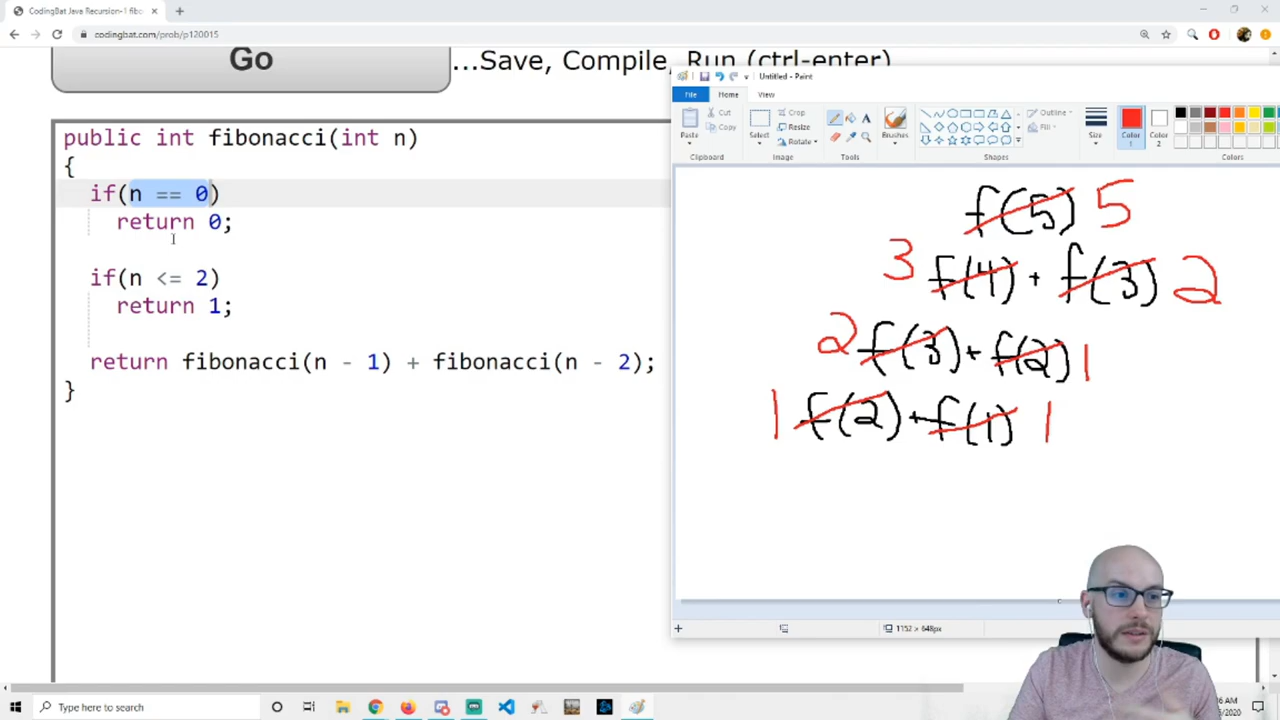 CodingBat Java Recursion-1 fibo
codingbat.com/prob/p120015
Go
...Save, Compile, Run (ctrl-enter)
public int fibonacci(int n)
{
if(n == 0)
return 0;
if(n <= 2)
return 1;
return fibonacci(n - 1) + fibonacci(n - 2);
}
Untitled - Paint
File Home View
Paste
Clipboard
Select
Crop
Resize
Rotate
Image
Tools
Brushes
Shapes
Outline
Fill
Size
Color 1
Color 2
Colors
f(5) 5
3 f(4) + f(3) 2
2 f(3) + f(2) 1
1 f(2) + f(1) 1
1152 × 648px
Type here to search